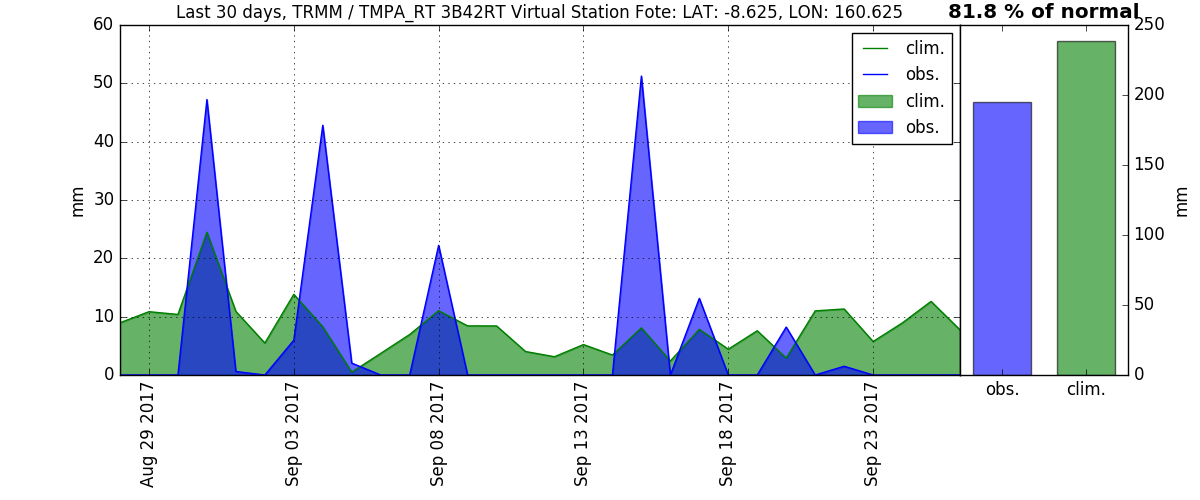 Last 30 days, TRMM / TMPA_RT 3B42RT Virtual Station Fote: LAT: -8.625, LON: 160.625
81.8 % of normal
60
50
40
30
20
10
0
mm
clim.
obs.
clim.
obs.
Aug 29 2017
Sep 03 2017
Sep 08 2017
Sep 13 2017
Sep 18 2017
Sep 23 2017
250
200
150
100
50
0
mm
obs.
clim.